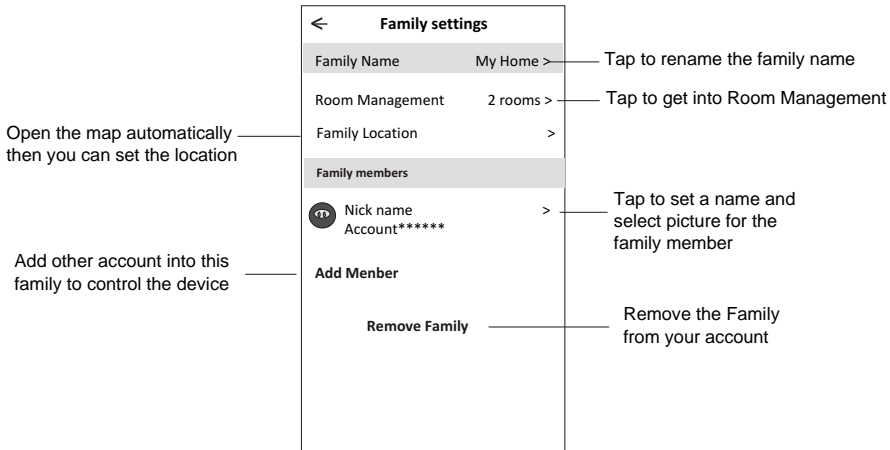 Family settings
Family Name My Home >
Tap to rename the family name
Room Management 2 rooms >
Tap to get into Room Management
Open the map automatically
then you can set the location
Family Location >
Family members
Nick name >
Account******
Tap to set a name and
select picture for the
family member
Add other account into this
family to control the device
Add Menber
Remove Family
Remove the Family
from your account